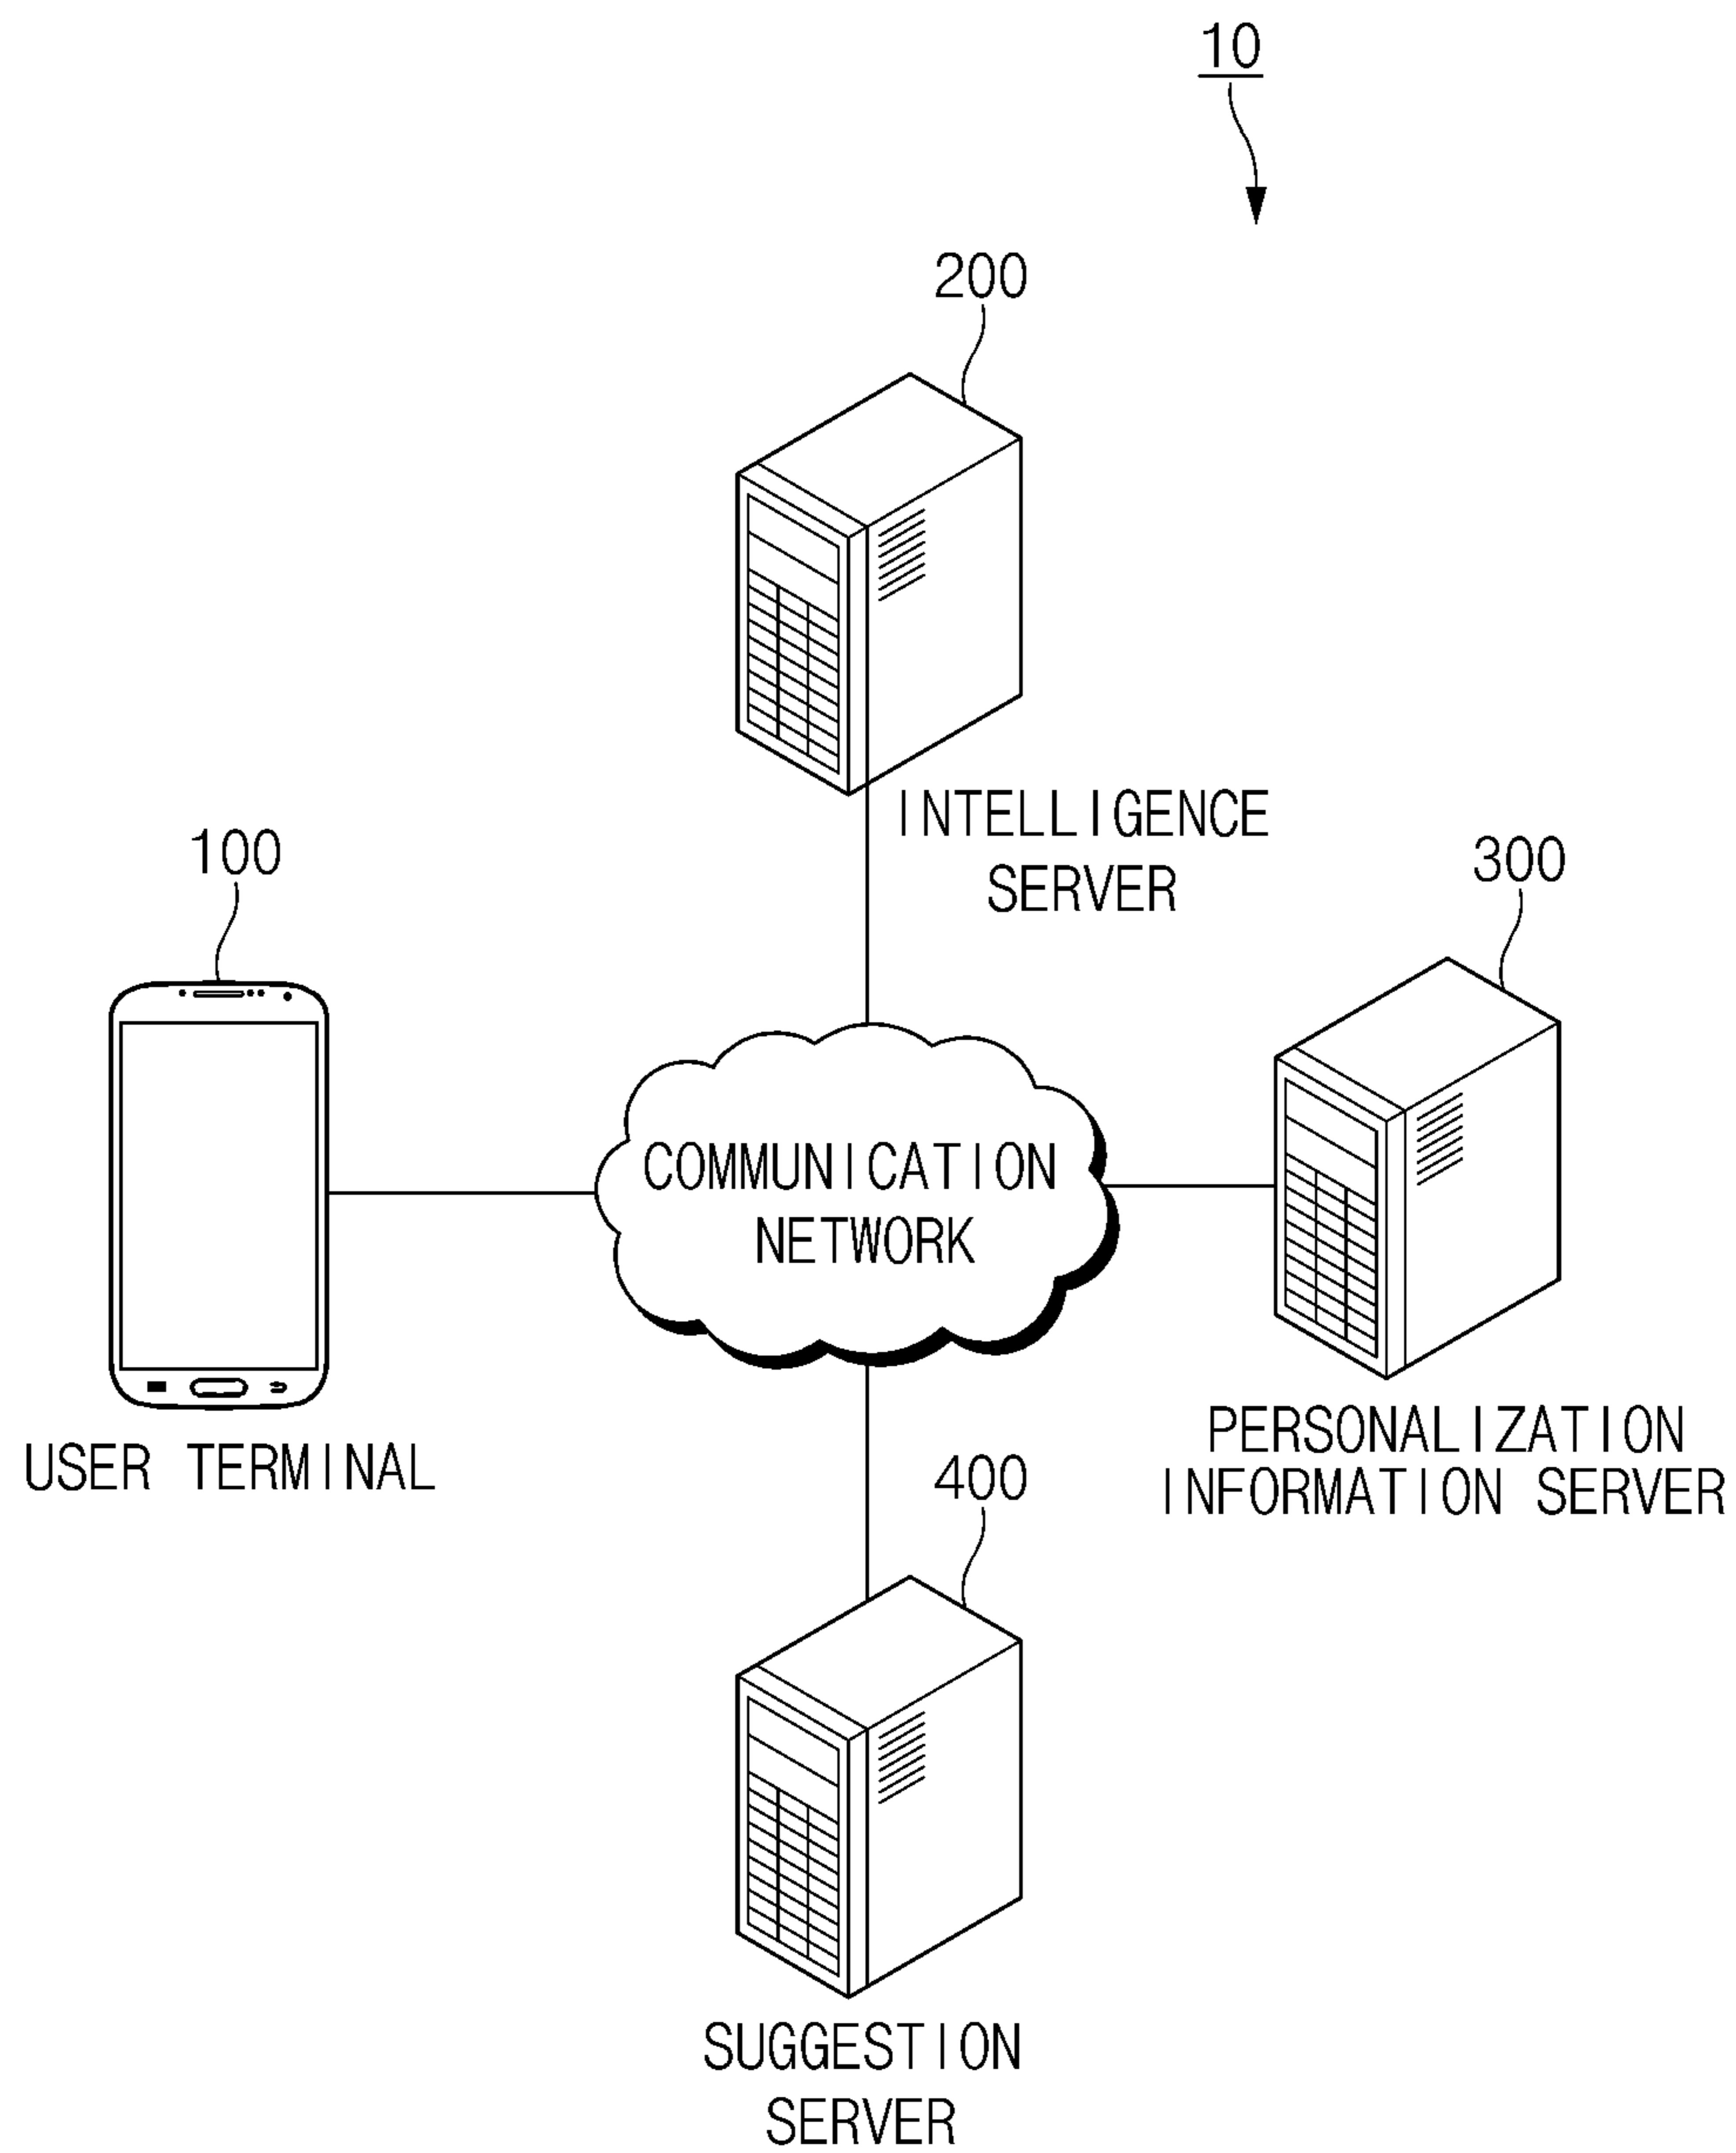 10
200
INTELLIGENCE
SERVER
100
300
COMMUNICATION
NETWORK
USER TERMINAL
PERSONALIZATION
INFORMATION SERVER
400
SUGGESTION
SERVER